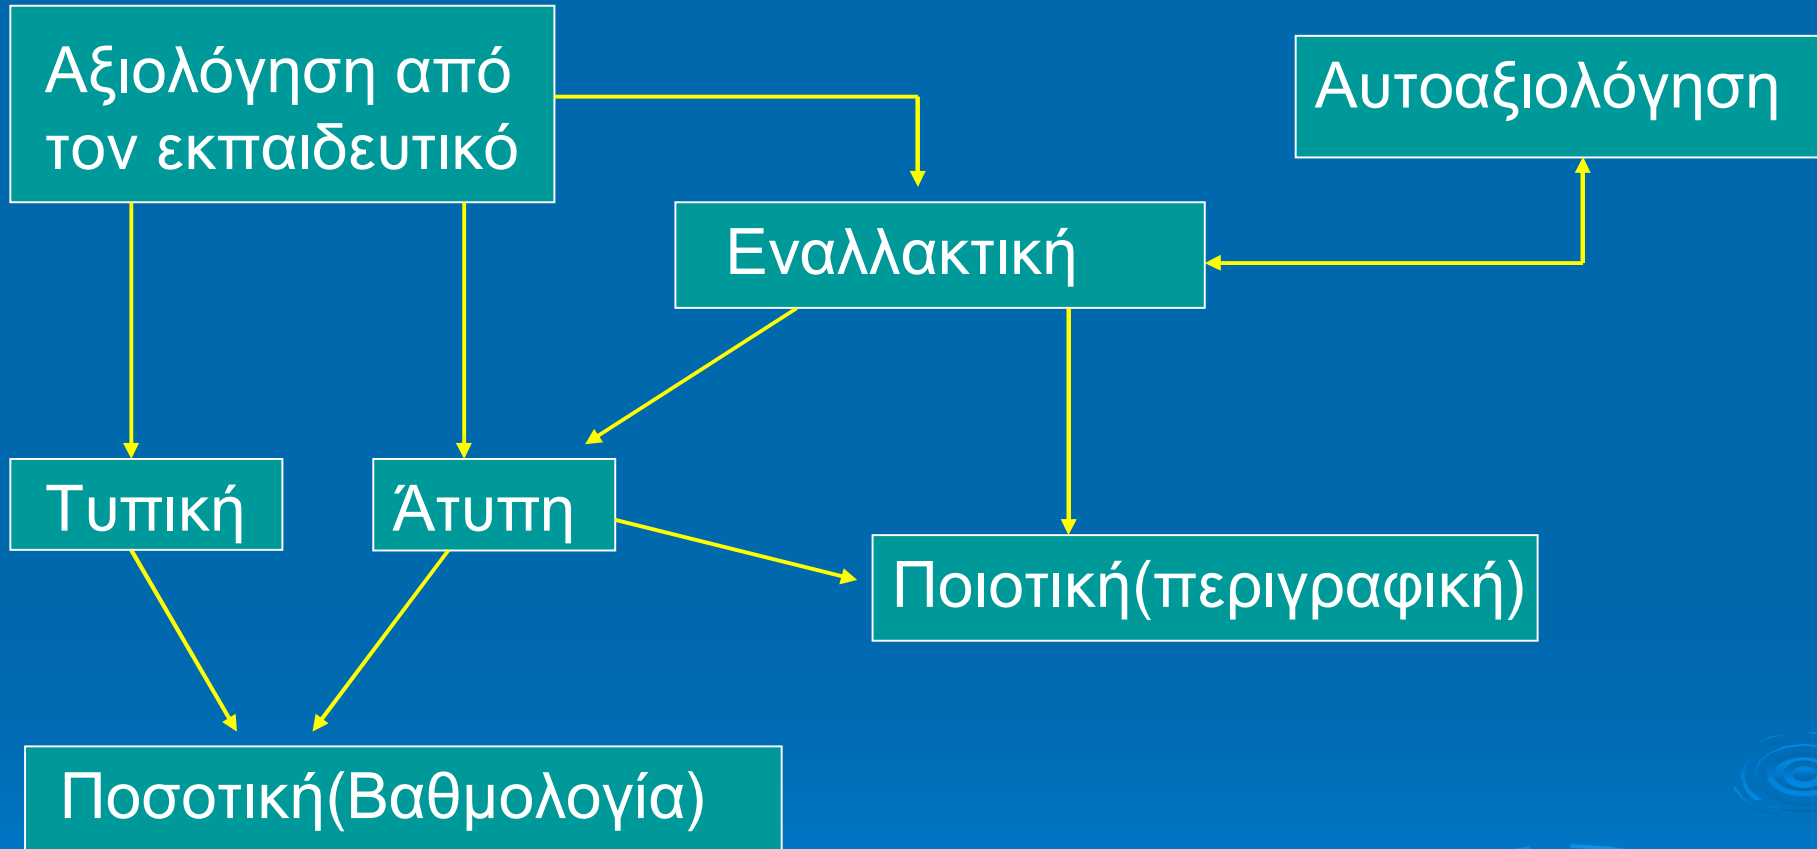 Αξιολόγηση από
τον εκπαιδευτικό
Αυτοαξιολόγηση
Εναλλακτική
Τυπική
Άτυπη
Ποιοτική(περιγραφική)
Ποσοτική(Βαθμολογία)